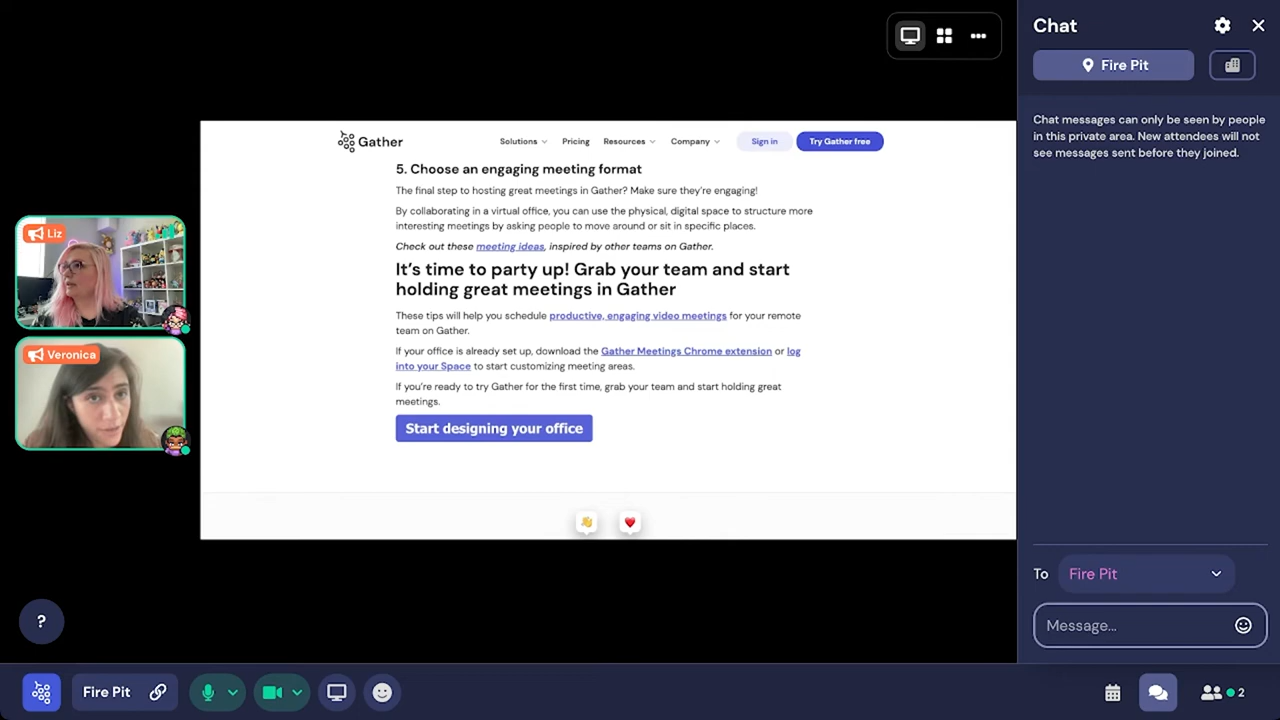 Gather
Solutions
Pricing
Resources
Company
Sign in
Try Gather free
5. Choose an engaging meeting format
The final step to hosting great meetings in Gather? Make sure they're engaging!
By collaborating in a virtual office, you can use the physical, digital space to structure more
interesting meetings by asking people to move around or sit in specific places.
Check out these meeting ideas, inspired by other teams on Gather.
It's time to party up! Grab your team and start
holding great meetings in Gather
These tips will help you schedule productive, engaging video meetings for your remote
team on Gather.
If your office is already set up, download the Gather Meetings Chrome extension or log
into your Space to start customizing meeting areas.
If you're ready to try Gather for the first time, grab your team and start holding great
meetings.
Start designing your office
Liz
Veronica
?
Fire Pit
Chat
Fire Pit
Chat messages can only be seen by people
in this private area. New attendees will not
see messages sent before they joined.
To Fire Pit
Message...
2